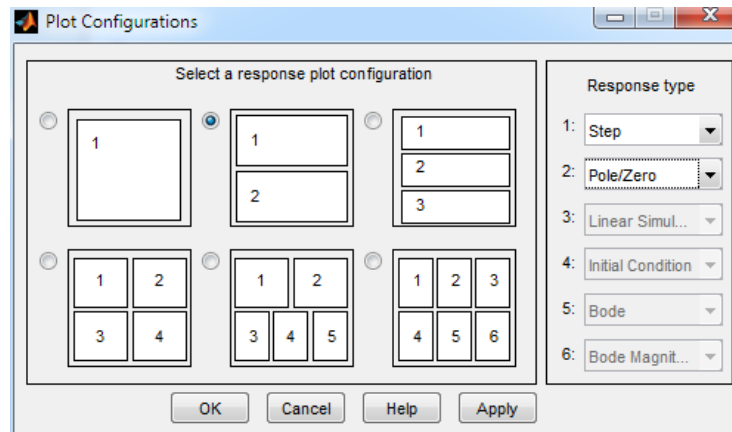 Plot Configurations
Select a response plot configuration
1
1
2
1
2
3
1 2
3 4
1 2
3 4 5
1 2 3
4 5 6
Response type
1: Step
2: Pole/Zero
3: Linear Simul...
4: Initial Condition
5: Bode
6: Bode Magnit...
OK Cancel Help Apply